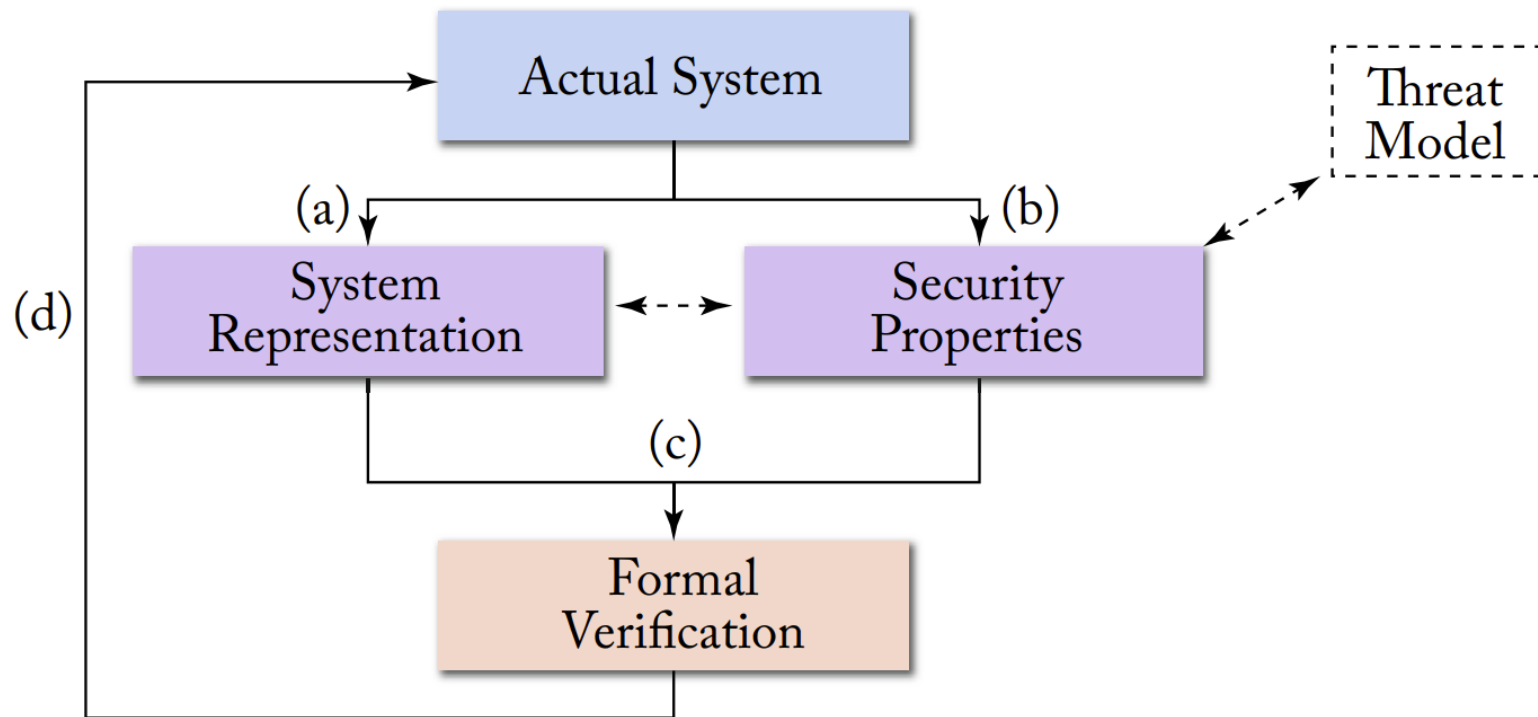 Actual System
Threat
Model
(a)
(b)
System
Representation
Security
Properties
(d)
(c)
Formal
Verification